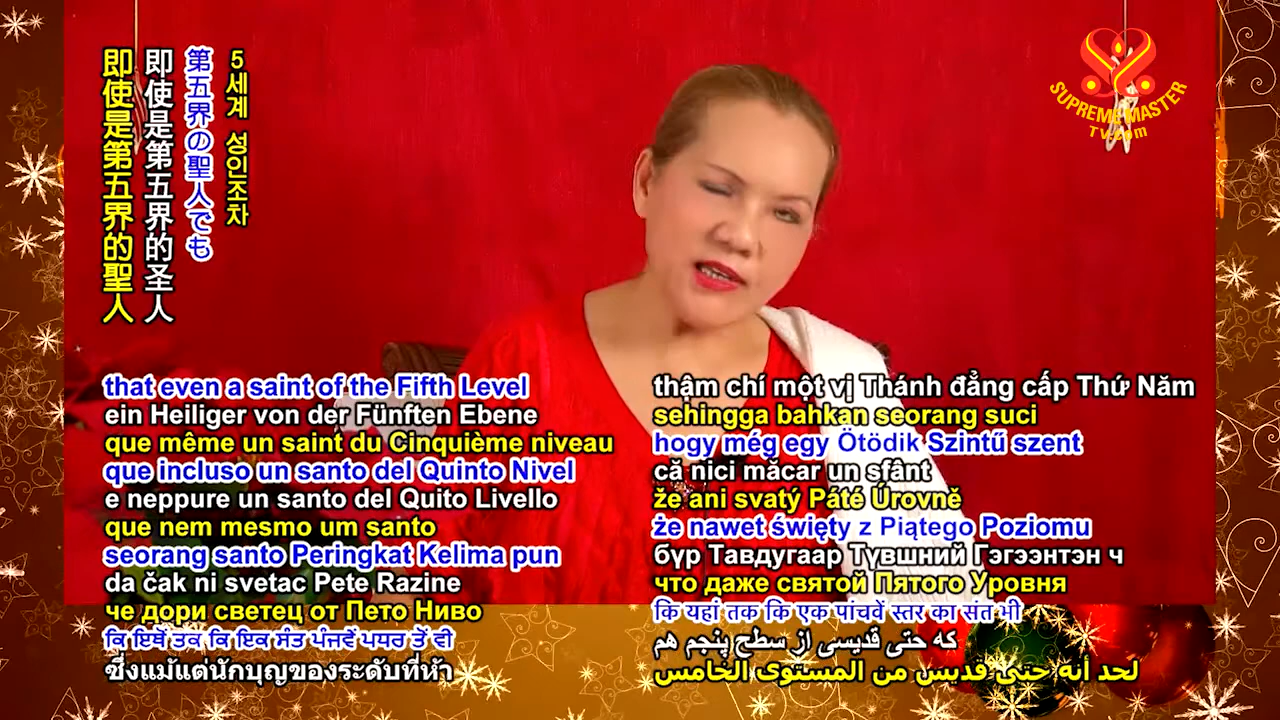 即使是第五界的聖人
即使是第五界的圣人
第五界の聖人でも
5세계 성인조차
SUPREME MASTER
TV.com
that even a saint of the Fifth Level
ein Heiliger von der Fünften Ebene
que même un saint du Cinquième niveau
que incluso un santo del Quinto Nivel
e neppure un santo del Quito Livello
que nem mesmo um santo
seorang santo Peringkat Kelima pun
da čak ni svetac Pete Razine
че дори светец от Пето Ниво
ਕਿ ਇਥੋਂ ਤਕ ਕਿ ਇਕ ਸੰਤ ਪੰਜਵੇਂ ਪਧਰ ਤੋਂ ਵੀ
ซึ่งแม้แต่นักบุญของระดับที่ห้า
thậm chí một vị Thánh đẳng cấp Thứ Năm
sehingga bahkan seorang suci
hogy még egy Ötödik Szintű szent
că nici măcar un sfânt
že ani svatý Páté Úrovně
że nawet święty z Piątego Poziomu
бүр Тавдугаар Түвшний Гэгээнтэн ч
что даже святой Пятого Уровня
कि यहां तक कि एक पांचवें स्तर का संत भी
که حتی قدیسی از سطح پنجم هم
لحد أنه حتى قديس من المستوى الخامس